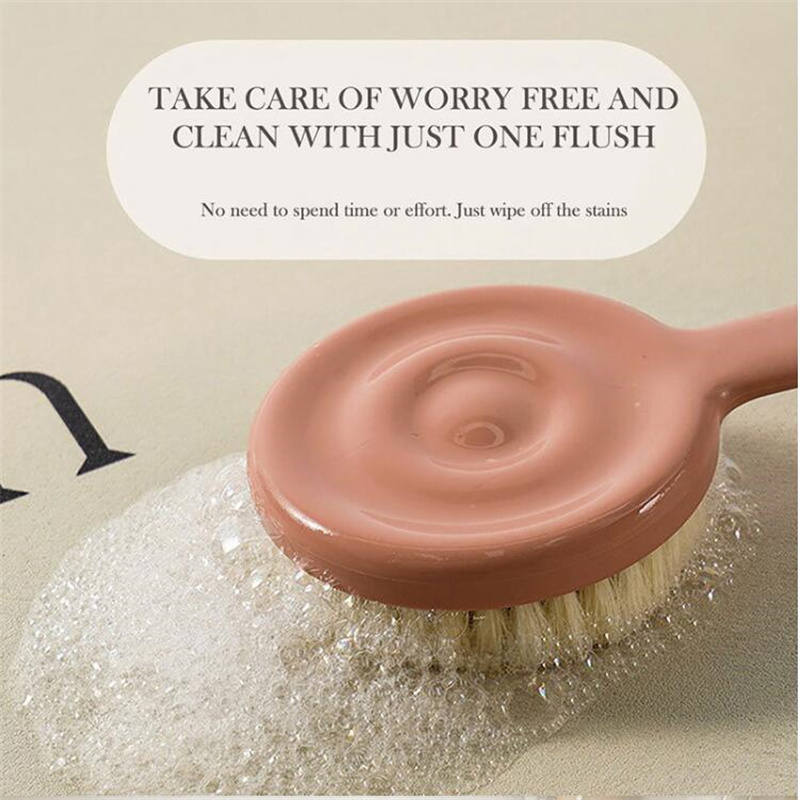 TAKE CARE OF WORRY FREE AND
CLEAN WITH JUST ONE FLUSH
No need to spend time or effort. Just wipe off the stains
n